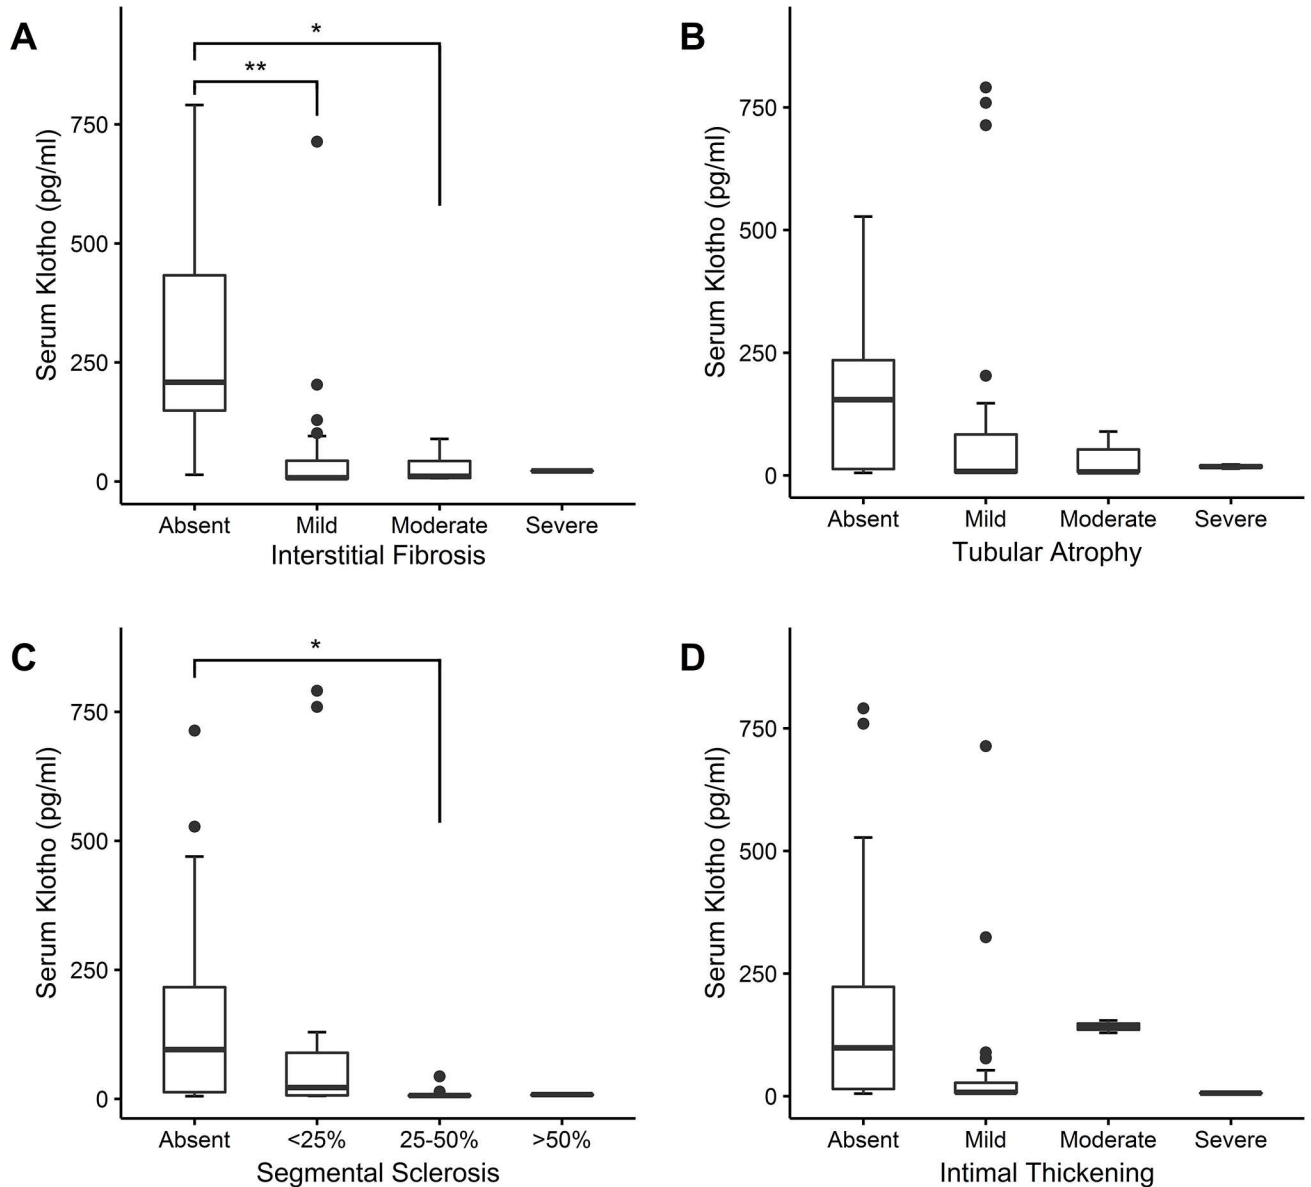 A
*
**
750
500
250
0
Serum Klotho (pg/ml)
Absent Mild Moderate Severe
Interstitial Fibrosis
B
750
500
250
0
Serum Klotho (pg/ml)
Absent Mild Moderate Severe
Tubular Atrophy
C
*
750
500
250
0
Serum Klotho (pg/ml)
Absent <25% 25-50% >50%
Segmental Sclerosis
D
750
500
250
0
Serum Klotho (pg/ml)
Absent Mild Moderate Severe
Intimal Thickening